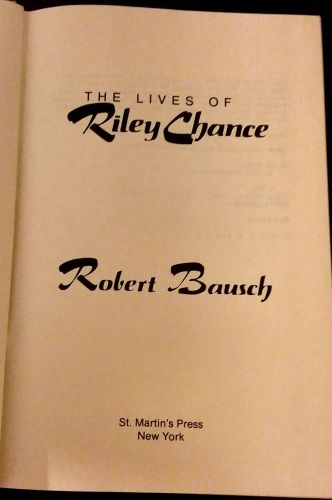 THE LIVES OF
Riley Chance
Robert Bausch
St. Martin's Press
New York